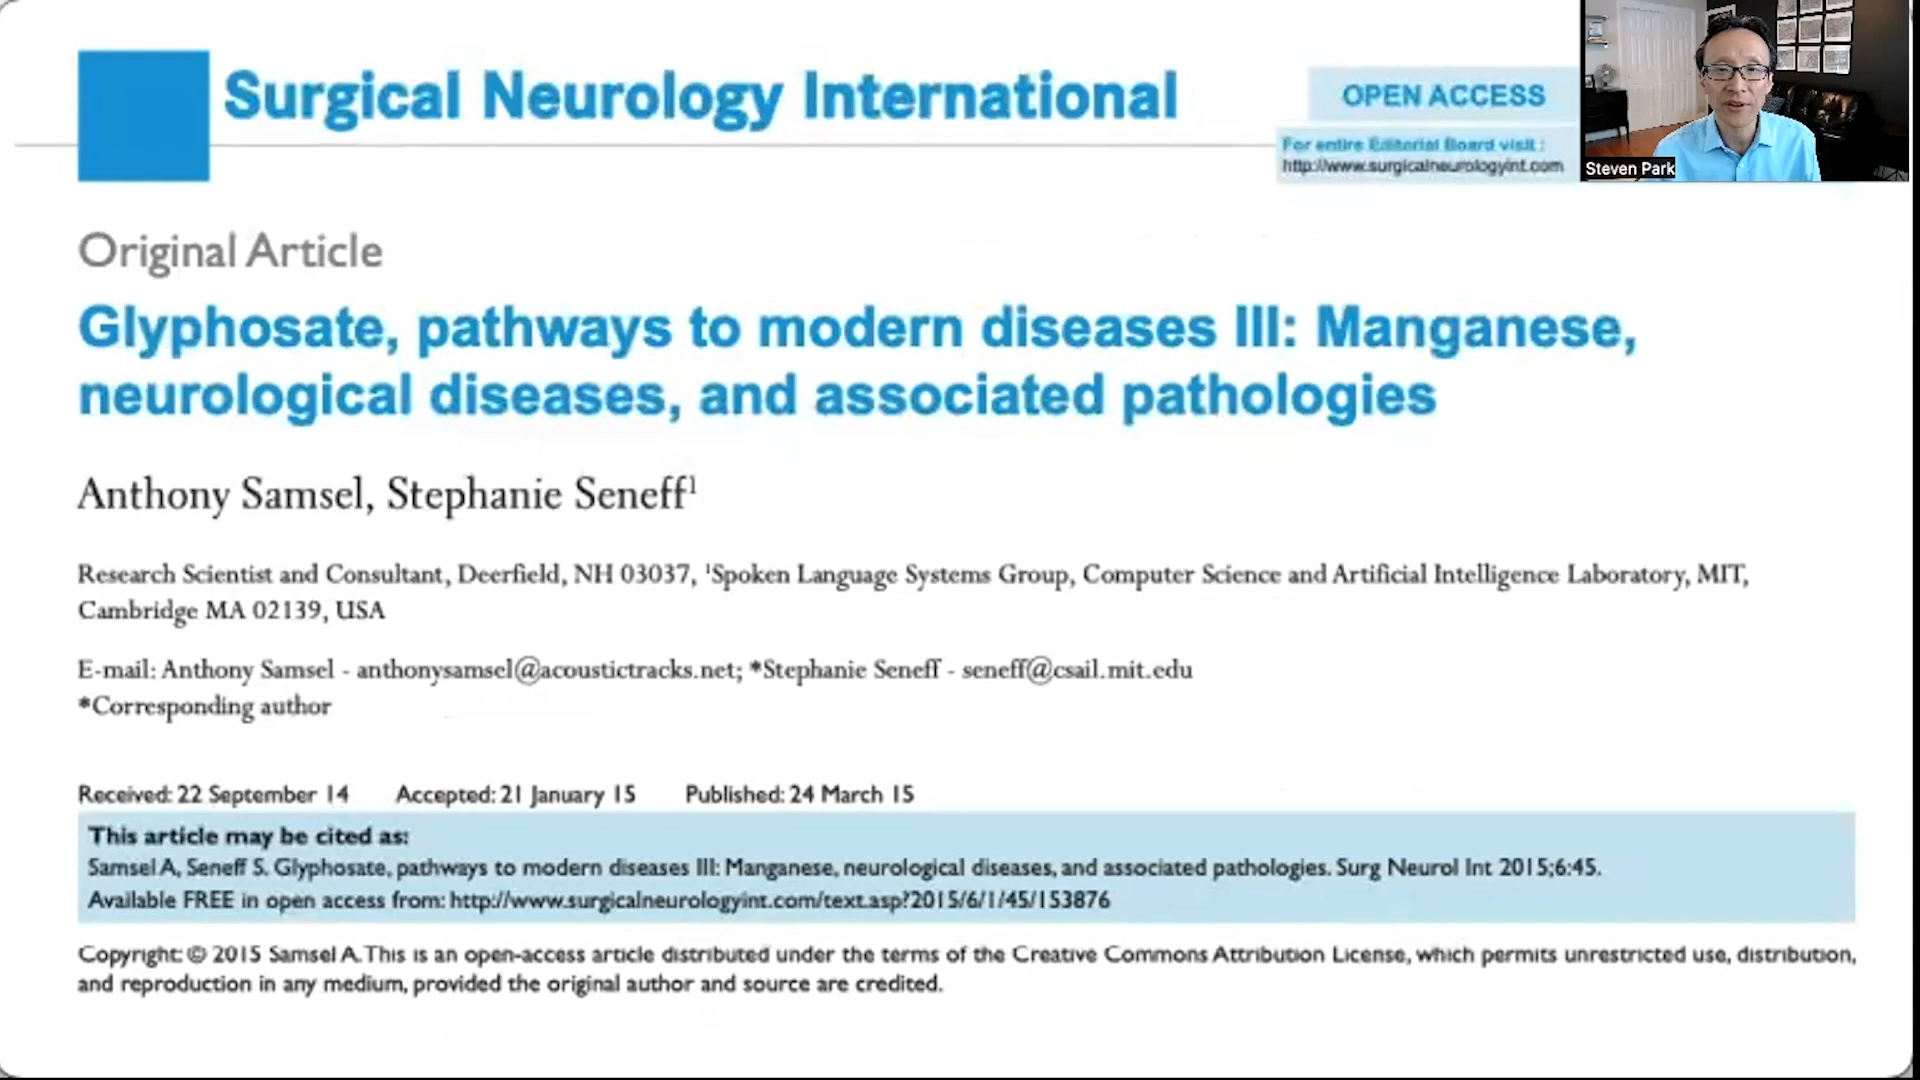 Surgical Neurology International
OPEN ACCESS
For entire Editorial Board visit :
http://www.surgicalneurologyint.com
Steven Park
Original Article
Glyphosate, pathways to modern diseases III: Manganese,
neurological diseases, and associated pathologies
Anthony Samsel, Stephanie Seneff¹
Research Scientist and Consultant, Deerfield, NH 03037, ¹Spoken Language Systems Group, Computer Science and Artificial Intelligence Laboratory, MIT,
Cambridge MA 02139, USA
E-mail: Anthony Samsel - anthonysamsel@acoustictracks.net; *Stephanie Seneff - seneff@csail.mit.edu
*Corresponding author
Received: 22 September 14 Accepted: 21 January 15 Published: 24 March 15
This article may be cited as:
Samsel A, Seneff S. Glyphosate, pathways to modern diseases III: Manganese, neurological diseases, and associated pathologies. Surg Neurol Int 2015;6:45.
Available FREE in open access from: http://www.surgicalneurologyint.com/text.asp?2015/6/1/45/153876
Copyright: © 2015 Samsel A. This is an open-access article distributed under the terms of the Creative Commons Attribution License, which permits unrestricted use, distribution,
and reproduction in any medium, provided the original author and source are credited.